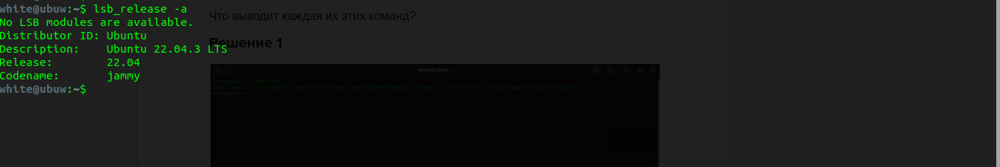 white@ubuw:~$ lsb_release -a
No LSB modules are available.
Distributor ID: Ubuntu
Description:    Ubuntu 22.04.3 LTS
Release:        22.04
Codename:       jammy
white@ubuw:~$
Что выводит каждая их этих команд?
Решение 1
white@ubuw: ~